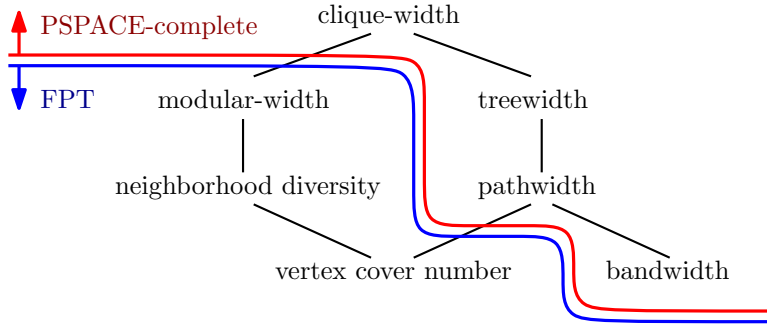 clique-width
PSPACE-complete
FPT
modular-width
treewidth
neighborhood diversity
pathwidth
vertex cover number
bandwidth